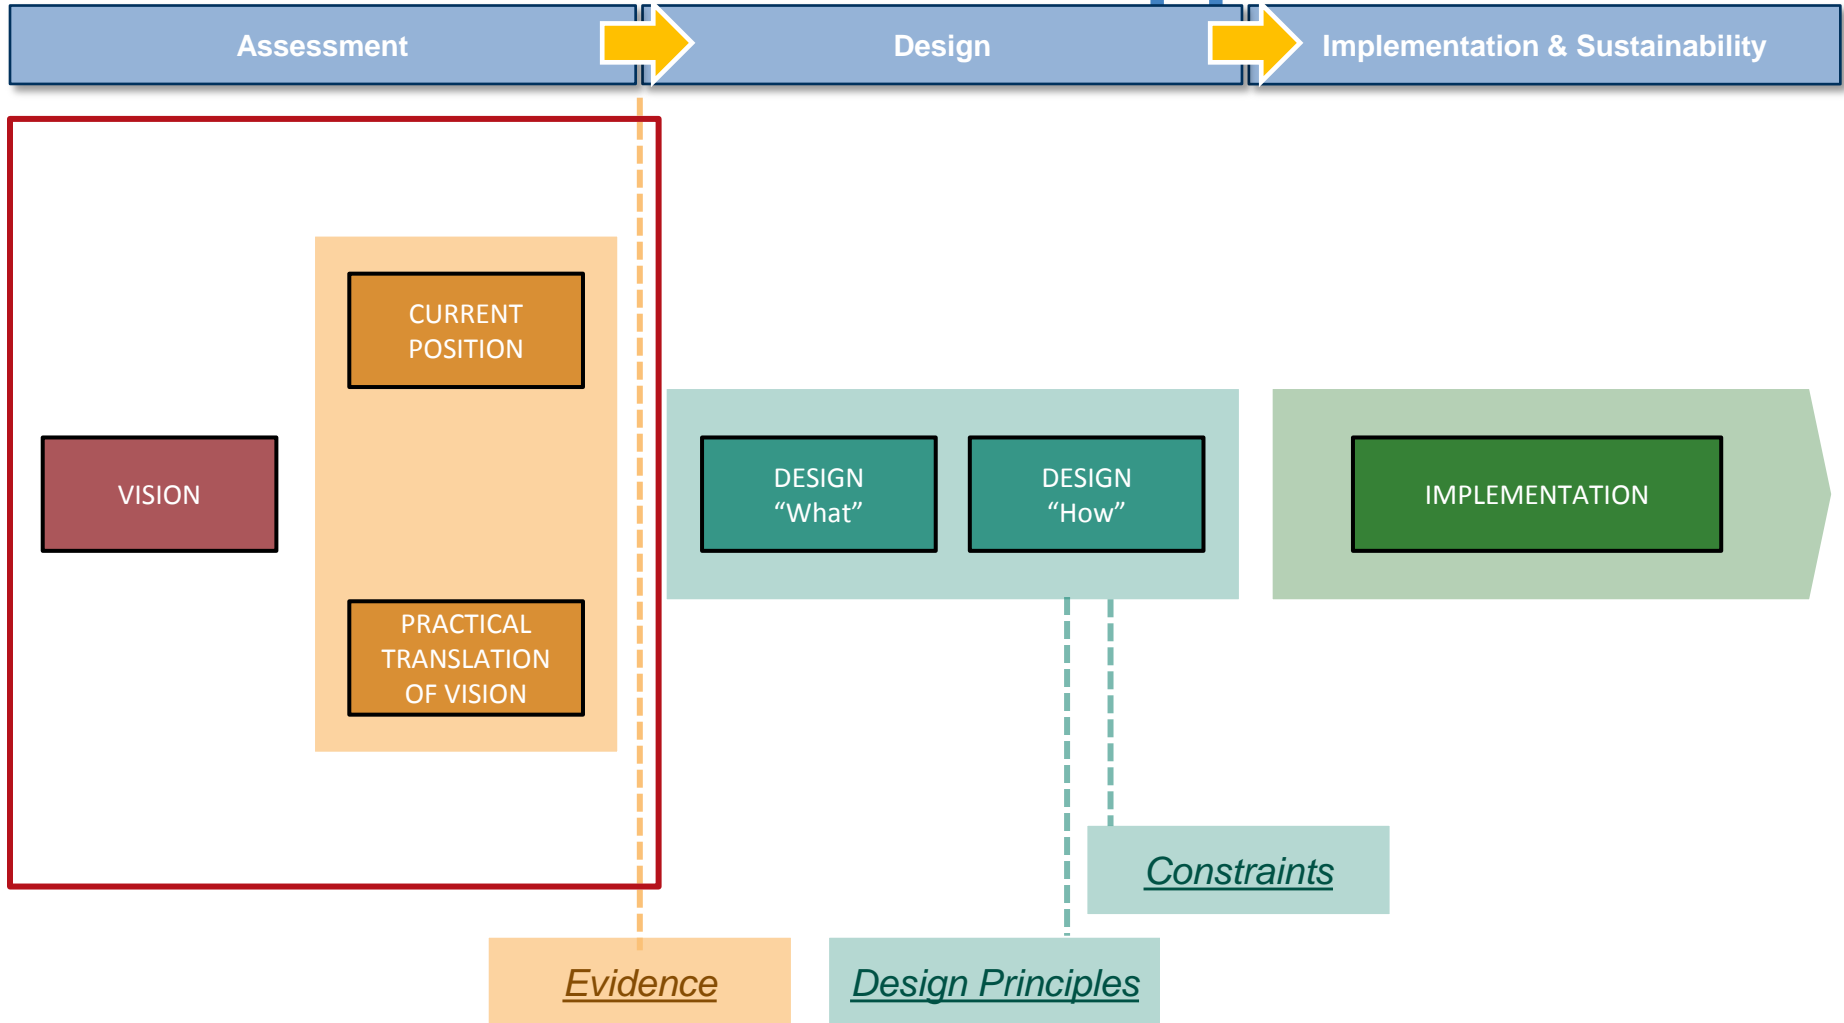 Assessment
Design
Implementation & Sustainability
CURRENT
POSITION
VISION
DESIGN
“What”
DESIGN
“How”
IMPLEMENTATION
PRACTICAL
TRANSLATION
OF VISION
Constraints
Evidence
Design Principles